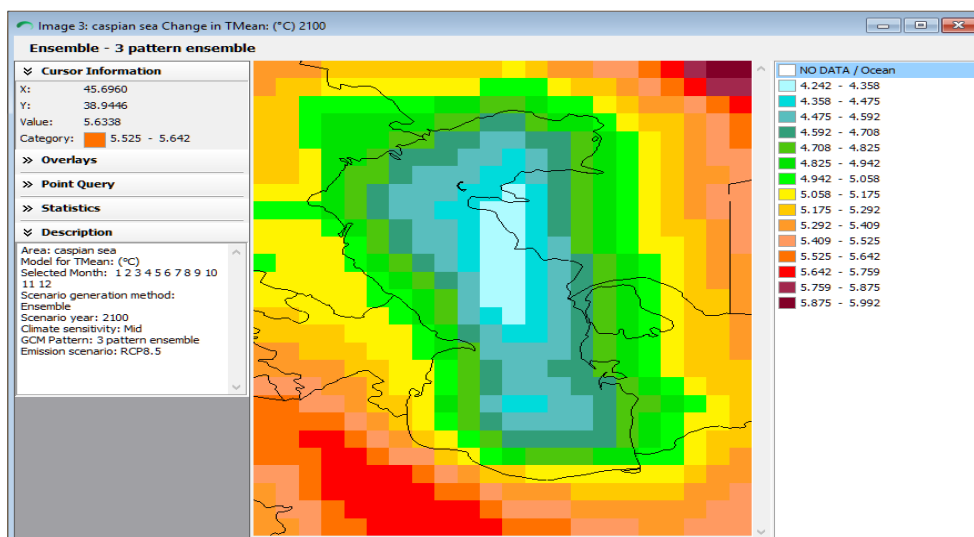 Image 3: caspian sea Change in TMean: (°C) 2100
Ensemble - 3 pattern ensemble
Cursor Information
X: 45.6960
Y: 38.9446
Value: 5.6338
Category: 5.525 - 5.642
Overlays
Point Query
Statistics
Description
Area: caspian sea
Model for TMean: (°C)
Selected Month: 1 2 3 4 5 6 7 8 9 10
11 12
Scenario generation method:
Ensemble
Scenario year: 2100
Climate sensitivity: Mid
GCM Pattern: 3 pattern ensemble
Emission scenario: RCP8.5
NO DATA / Ocean
4.242 - 4.358
4.358 - 4.475
4.475 - 4.592
4.592 - 4.708
4.708 - 4.825
4.825 - 4.942
4.942 - 5.058
5.058 - 5.175
5.175 - 5.292
5.292 - 5.409
5.409 - 5.525
5.525 - 5.642
5.642 - 5.759
5.759 - 5.875
5.875 - 5.992